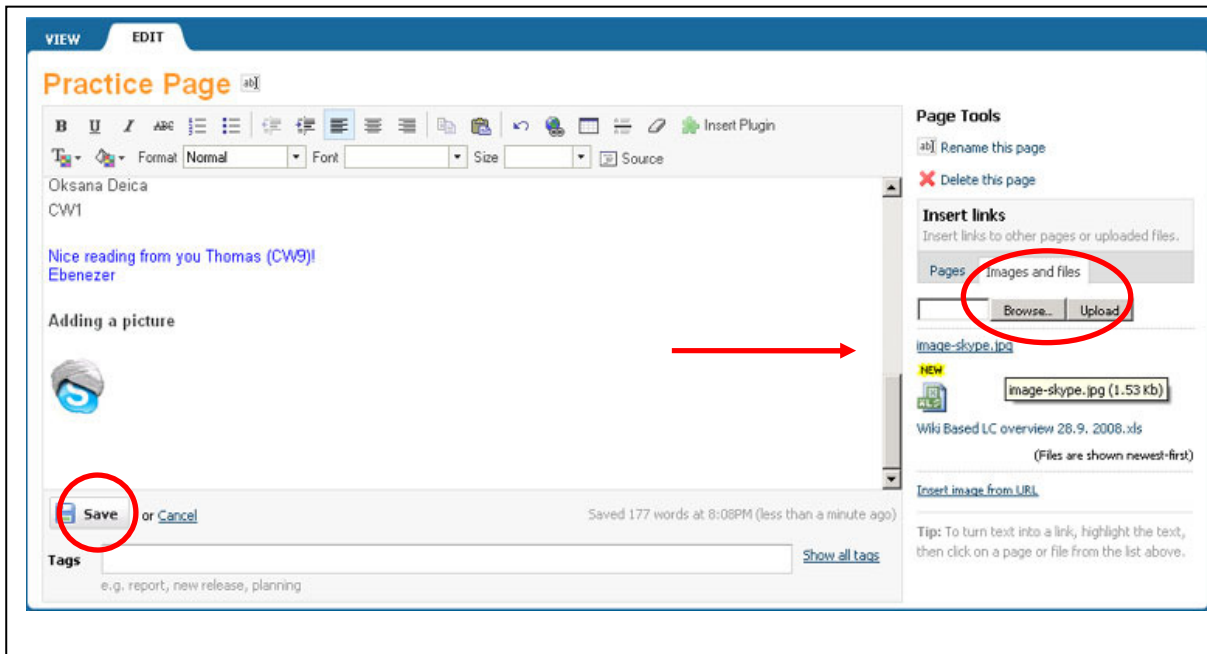 VIEW EDIT
Practice Page ab
B U I ABC Insert Plugin
T Format Normal Font Size Source
Oksana Deica
CW1
Nice reading from you Thomas (CW9)!
Ebenezer
Adding a picture
S
Save or Cancel Saved 177 words at 8:08PM (less than a minute ago)
Tags Show all tags
e.g. report, new release, planning
Page Tools
ab Rename this page
Delete this page
Insert links
Insert links to other pages or uploaded files.
Pages Images and files
Browse... Upload
image-skype.jpg
NEW
XLS image-skype.jpg (1.53 Kb)
Wiki Based LC overview 28.9. 2008.xls
(Files are shown newest-first)
Insert image from URL
Tip: To turn text into a link, highlight the text,
then click on a page or file from the list above.